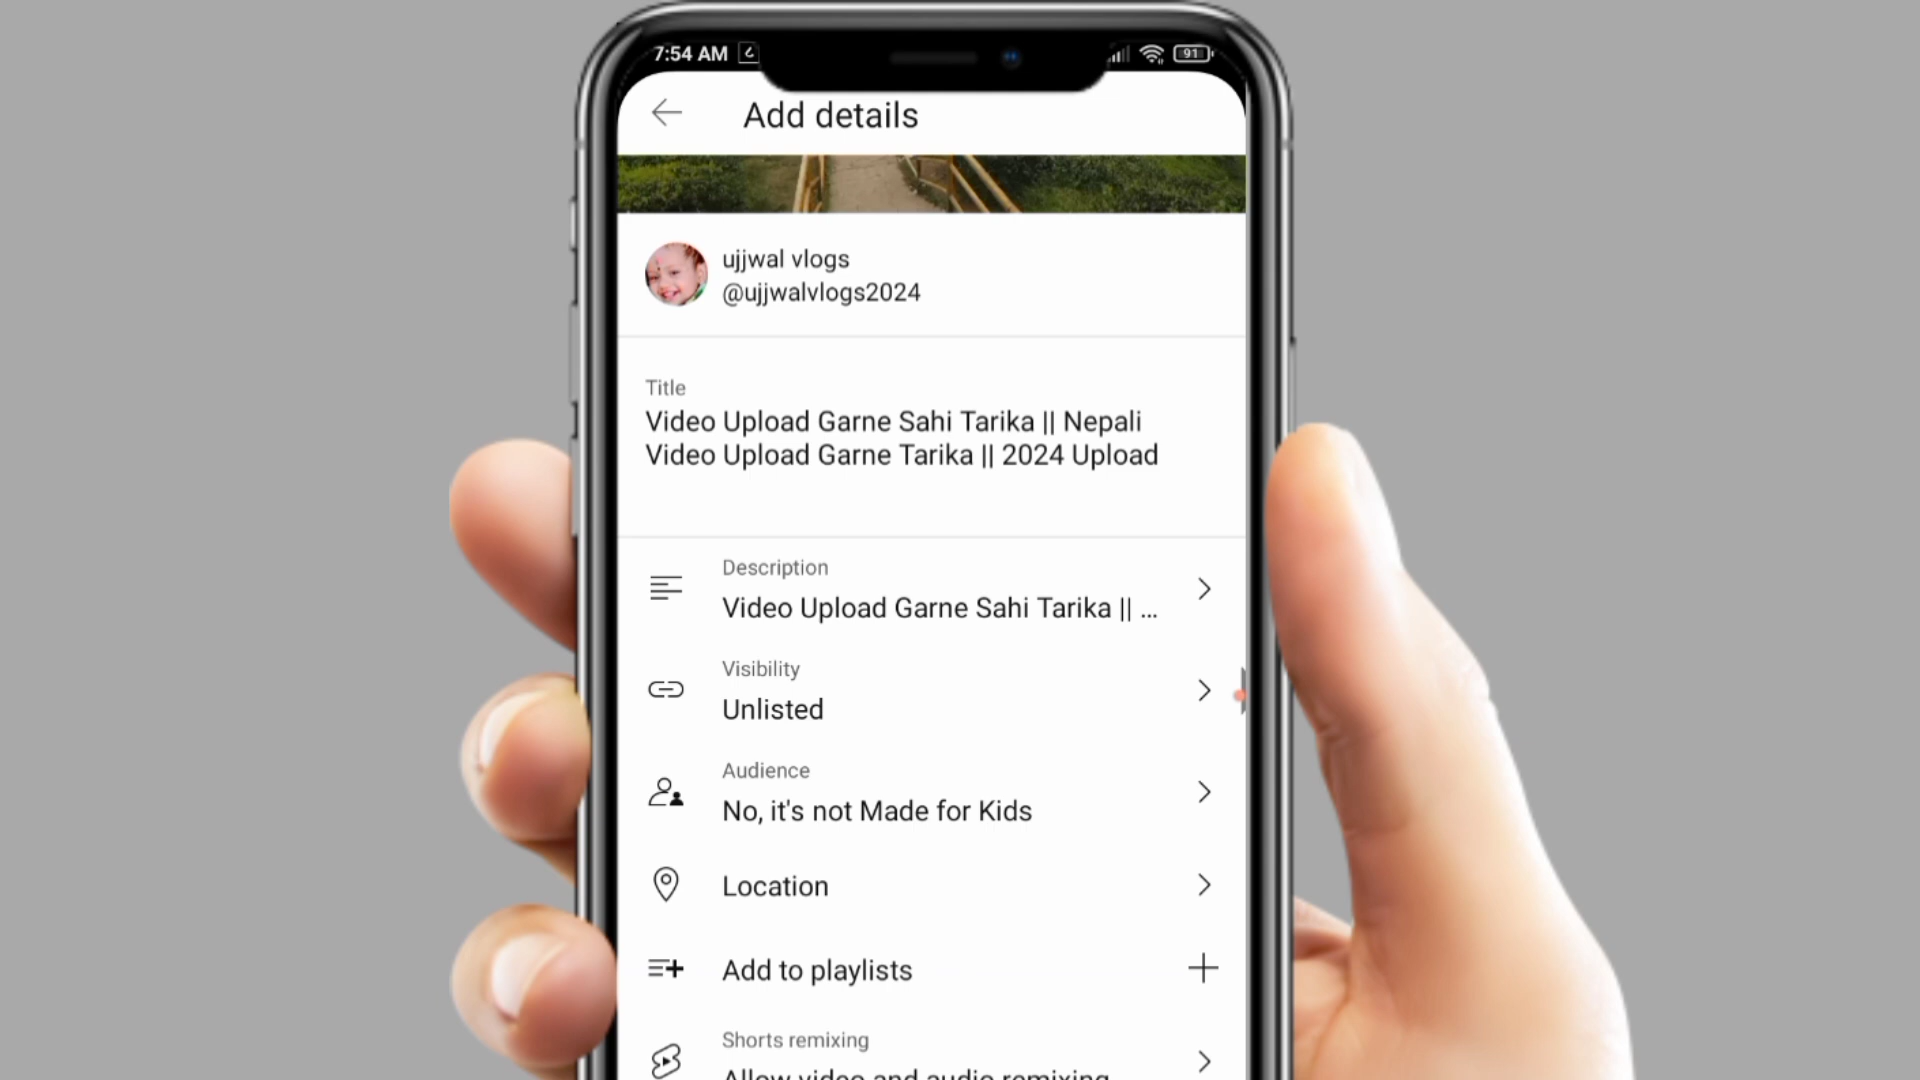 7:54 AM
91
Add details
ujjwal vlogs
@ujjwalvlogs2024
Title
Video Upload Garne Sahi Tarika || Nepali
Video Upload Garne Tarika || 2024 Upload
Description
Video Upload Garne Sahi Tarika || ...
Visibility
Unlisted
Audience
No, it's not Made for Kids
Location
Add to playlists
Shorts remixing
Allow video and audio remixing